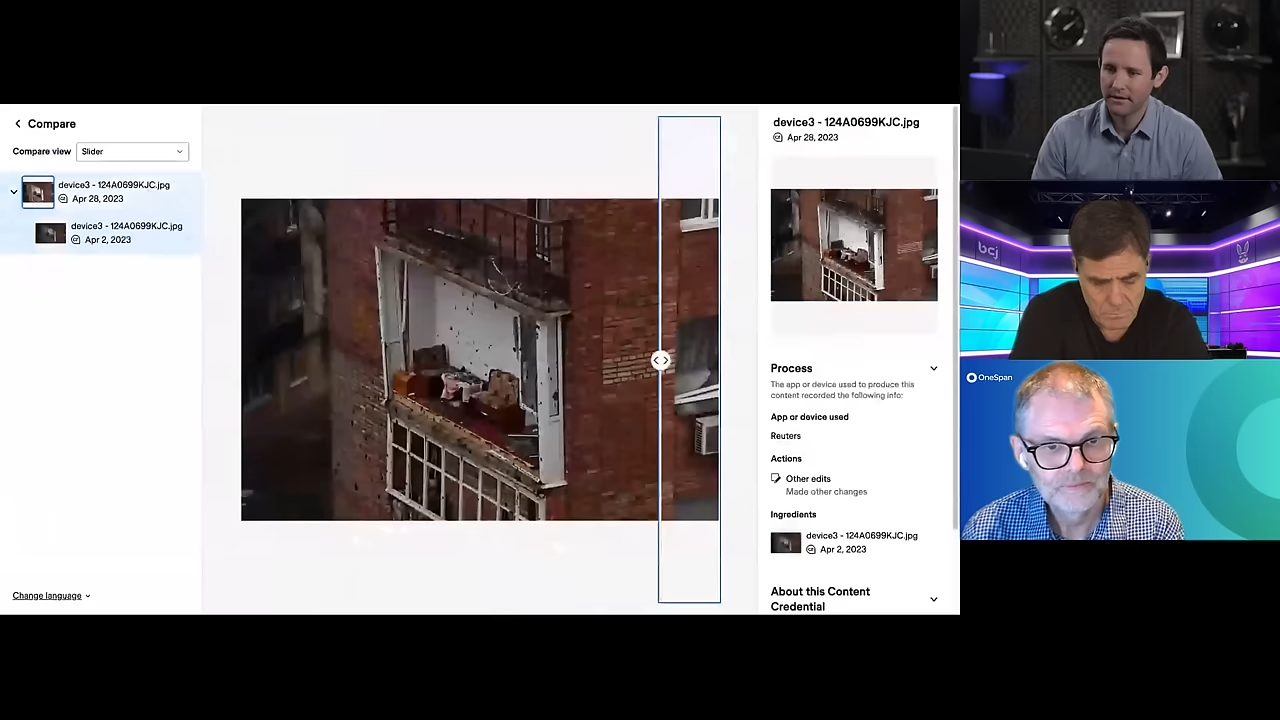 Compare
Compare view
Slider
device3 - 124A0699KJC.jpg
Apr 28, 2023
device3 - 124A0699KJC.jpg
Apr 2, 2023
Change language
device3 - 124A0699KJC.jpg
Apr 28, 2023
Process
The app or device used to produce this
content recorded the following info:
App or device used
Reuters
Actions
Other edits
Made other changes
Ingredients
device3 - 124A0699KJC.jpg
Apr 2, 2023
About this Content
Credential
bcj
OneSpan